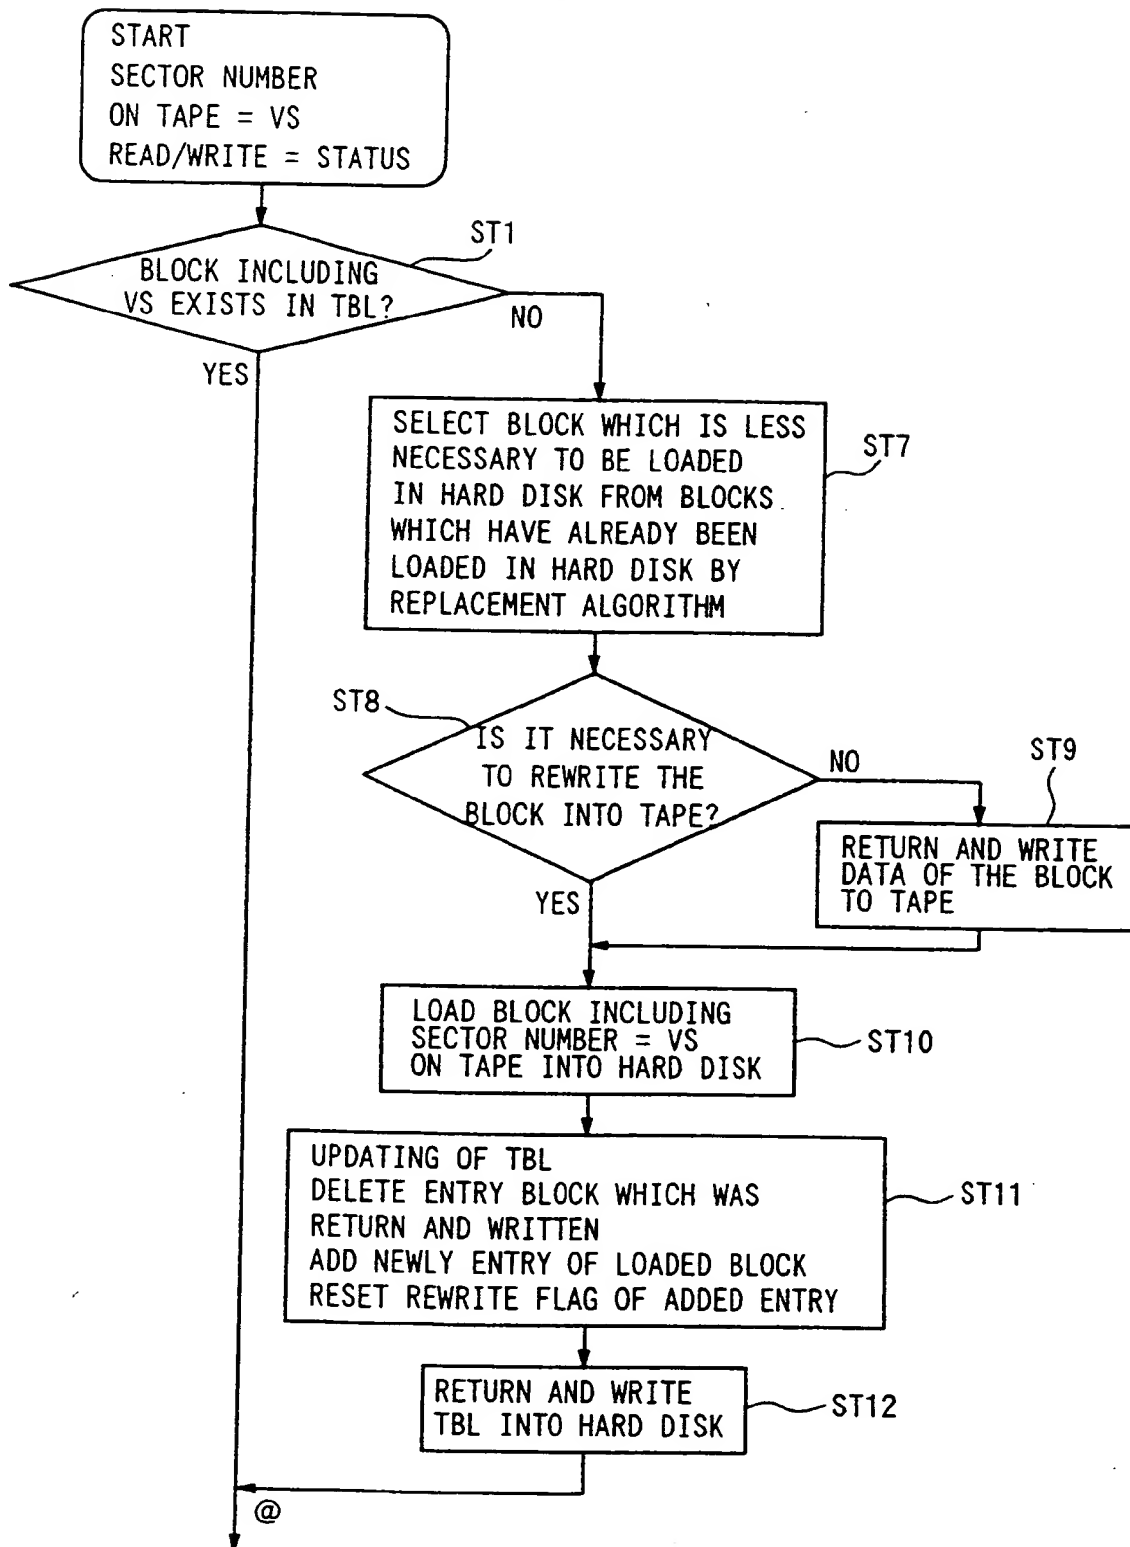 START
SECTOR NUMBER
ON TAPE = VS
READ/WRITE = STATUS
ST1
BLOCK INCLUDING
VS EXISTS IN TBL?
NO
YES
SELECT BLOCK WHICH IS LESS
NECESSARY TO BE LOADED
IN HARD DISK FROM BLOCKS
WHICH HAVE ALREADY BEEN
LOADED IN HARD DISK BY
REPLACEMENT ALGORITHM
ST7
ST8
IS IT NECESSARY
TO REWRITE THE
BLOCK INTO TAPE?
NO
ST9
RETURN AND WRITE
DATA OF THE BLOCK
TO TAPE
YES
LOAD BLOCK INCLUDING
SECTOR NUMBER = VS
ON TAPE INTO HARD DISK
ST10
UPDATING OF TBL
DELETE ENTRY BLOCK WHICH WAS
RETURN AND WRITTEN
ADD NEWLY ENTRY OF LOADED BLOCK
RESET REWRITE FLAG OF ADDED ENTRY
ST11
RETURN AND WRITE
TBL INTO HARD DISK
ST12
@